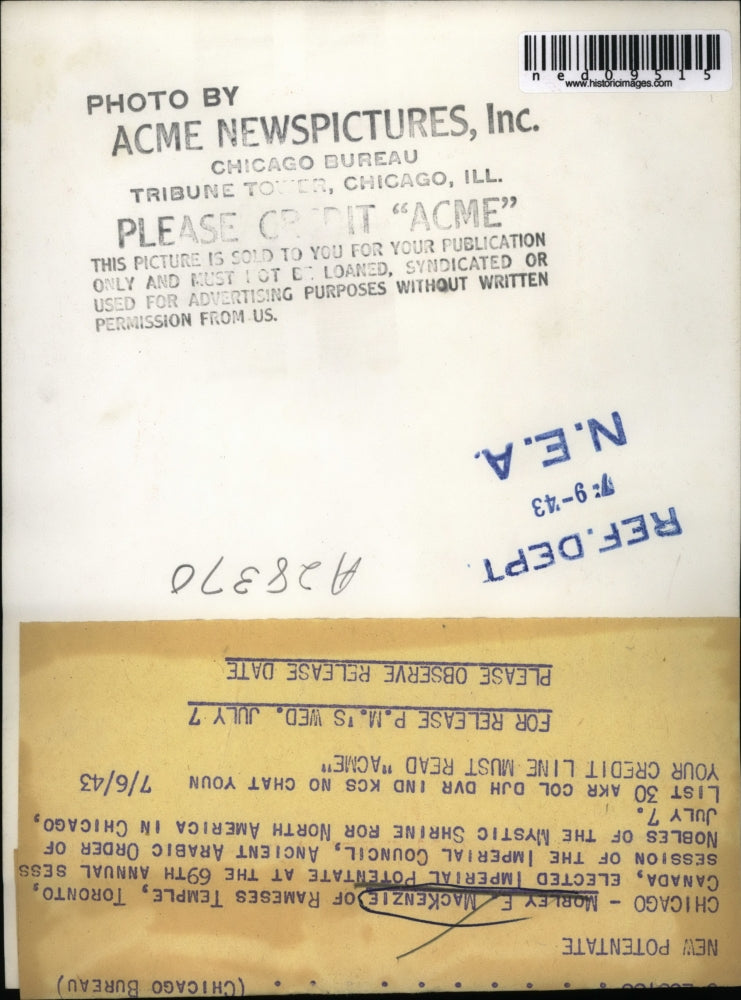 n e d 0 9 5 1 5
www.historicimages.com
PHOTO BY
ACME NEWSPICTURES, Inc.
CHICAGO BUREAU
TRIBUNE TOWER, CHICAGO, ILL.
PLEASE CREDIT “ACME”
THIS PICTURE IS SOLD TO YOU FOR YOUR PUBLICATION
ONLY AND MUST NOT BE LOANED, SYNDICATED OR
USED FOR ADVERTISING PURPOSES WITHOUT WRITTEN
PERMISSION FROM US.
REF. DEPT
7-9-43
N.E.A.
A28370
(CHICAGO BUREAU)
NEW POTENTATE
CHICAGO - MORLEY E MACKENZIE OF RAMESES TEMPLE, TORONTO,
CANADA, ELECTED IMPERIAL POTENTATE AT THE 69TH ANNUAL SESS
SESSION OF THE IMPERIAL COUNCIL, ANCIENT ARABIC ORDER OF
NOBLES OF THE MYSTIC SHRINE FOR NORTH AMERICA IN CHICAGO,
JULY 7.
LIST 30 AKR COL DJH DVR IND KCS NO CHAT YOUN 7/6/43
YOUR CREDIT LINE MUST READ "ACME"
FOR RELEASE P.M.'S WED. JULY 7
PLEASE OBSERVE RELEASE DATE